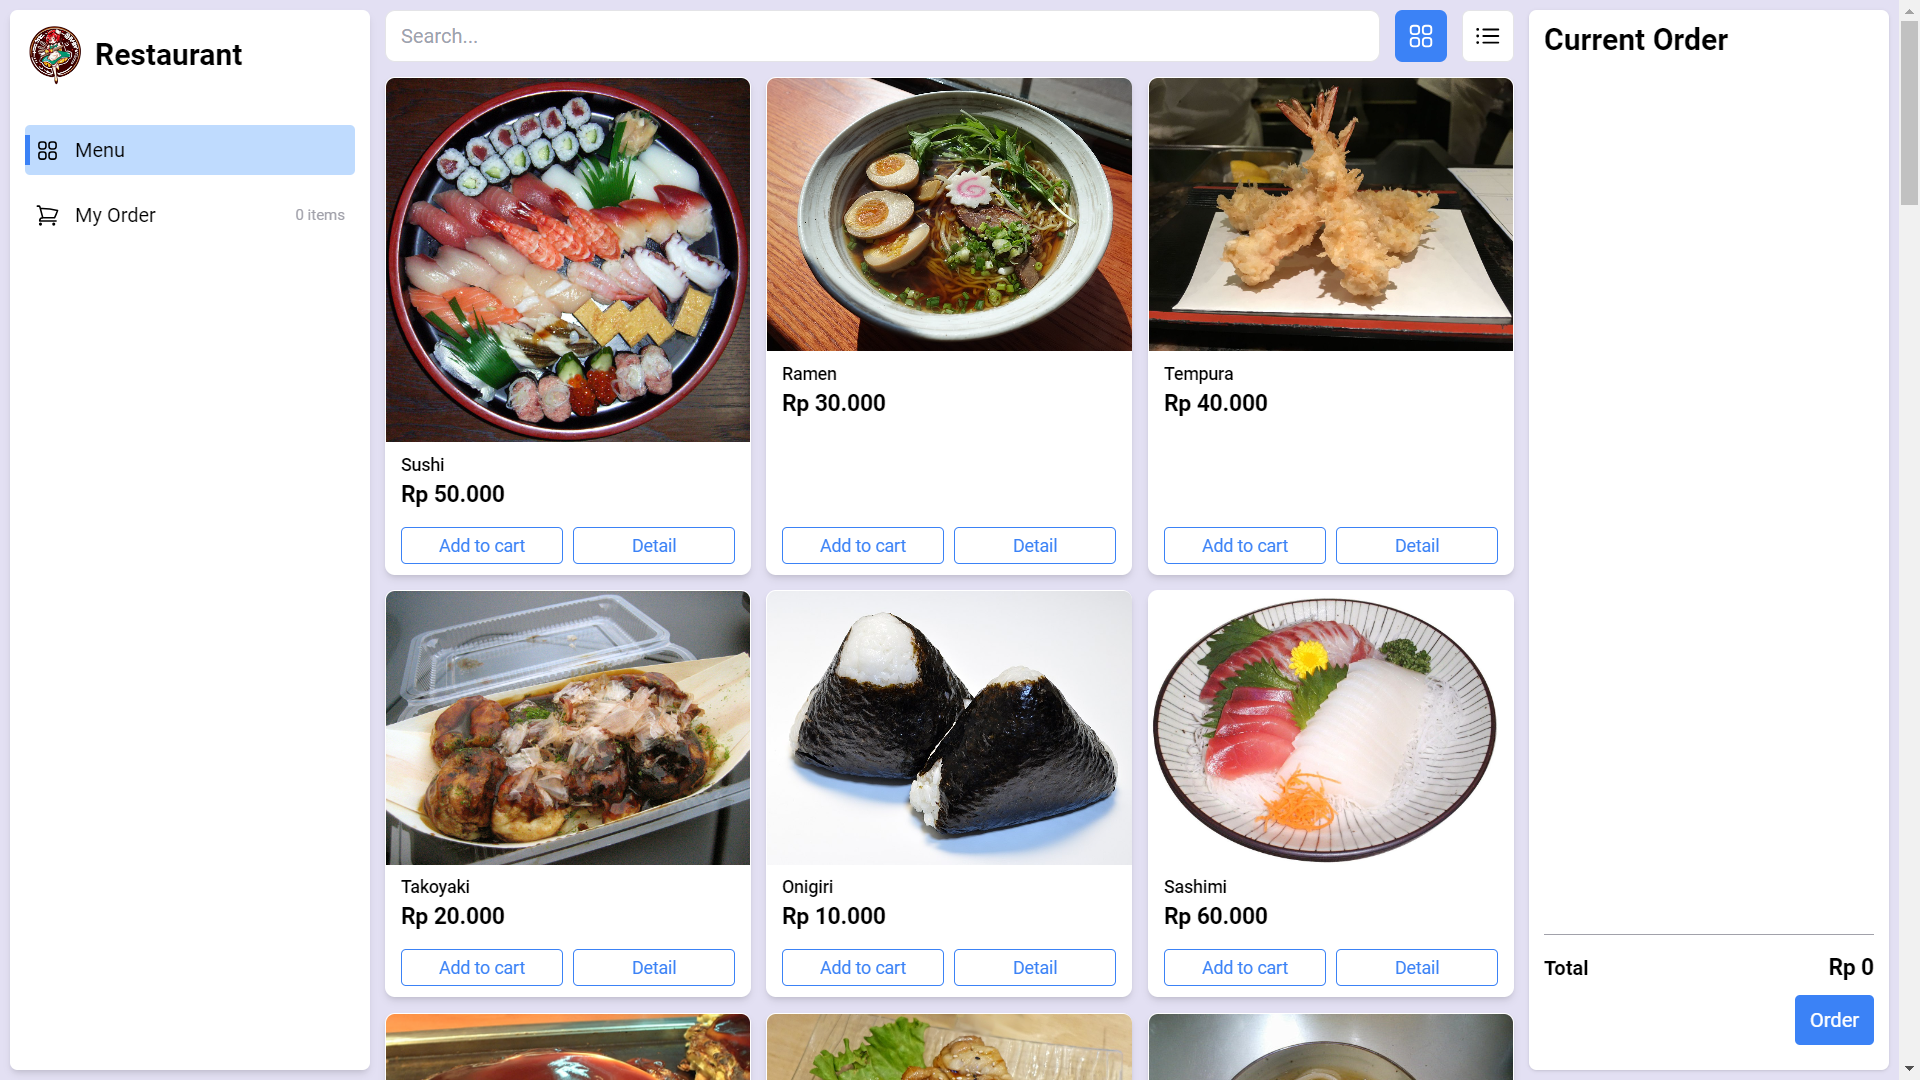 Restaurant
Menu
My Order
0 items
Search...
Sushi
Rp 50.000
Add to cart
Detail
Ramen
Rp 30.000
Add to cart
Detail
Tempura
Rp 40.000
Add to cart
Detail
Takoyaki
Rp 20.000
Add to cart
Detail
Onigiri
Rp 10.000
Add to cart
Detail
Sashimi
Rp 60.000
Add to cart
Detail
Current Order
Total
Rp 0
Order